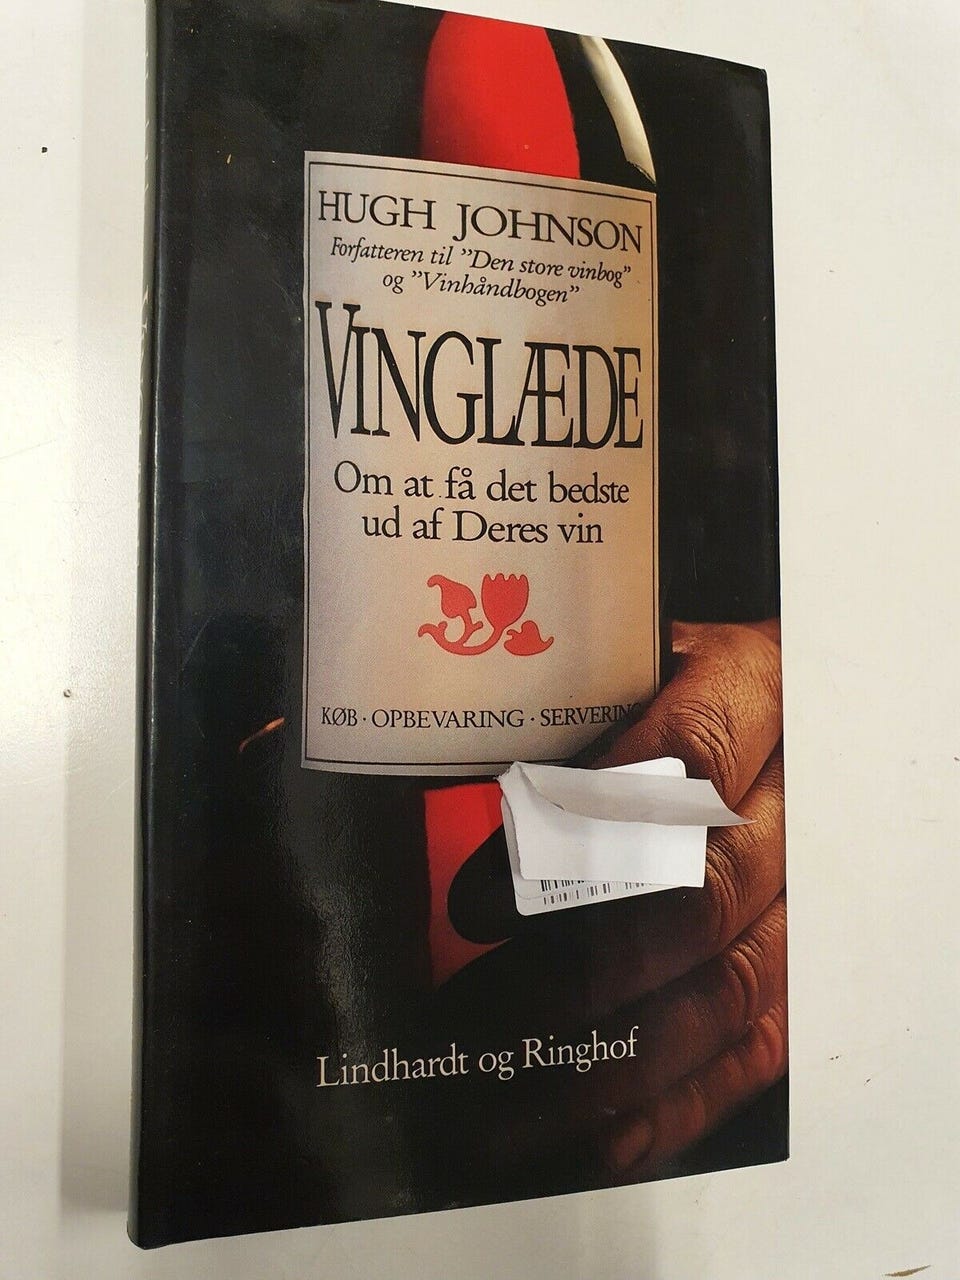 HUGH JOHNSON
Forfatteren til "Den store vinbog"
og "Vinhåndbogen"
VINGLÆDE
Om at få det bedste
ud af Deres vin
KØB · OPBEVARING · SERVERING
Lindhardt og Ringhof